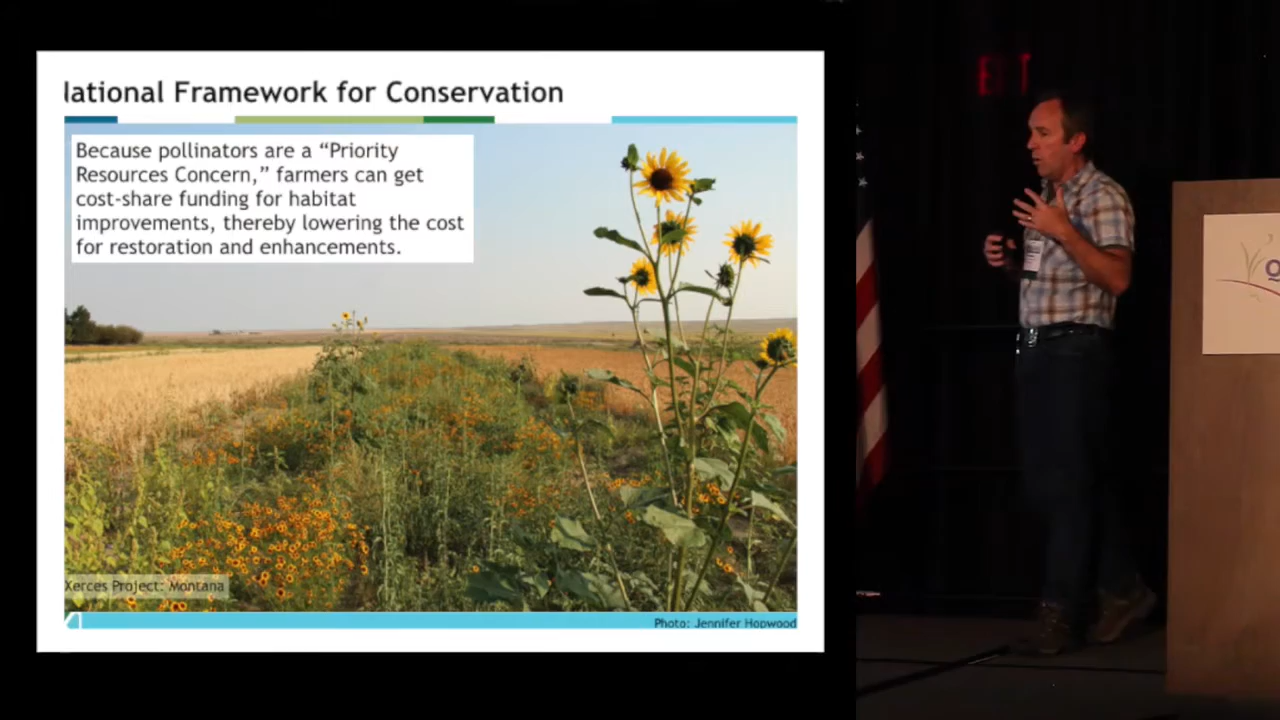 lational Framework for Conservation
Because pollinators are a “Priority
Resources Concern,” farmers can get
cost-share funding for habitat
improvements, thereby lowering the cost
for restoration and enhancements.
Xerces Project: Montana
Photo: Jennifer Hopwood
EXIT